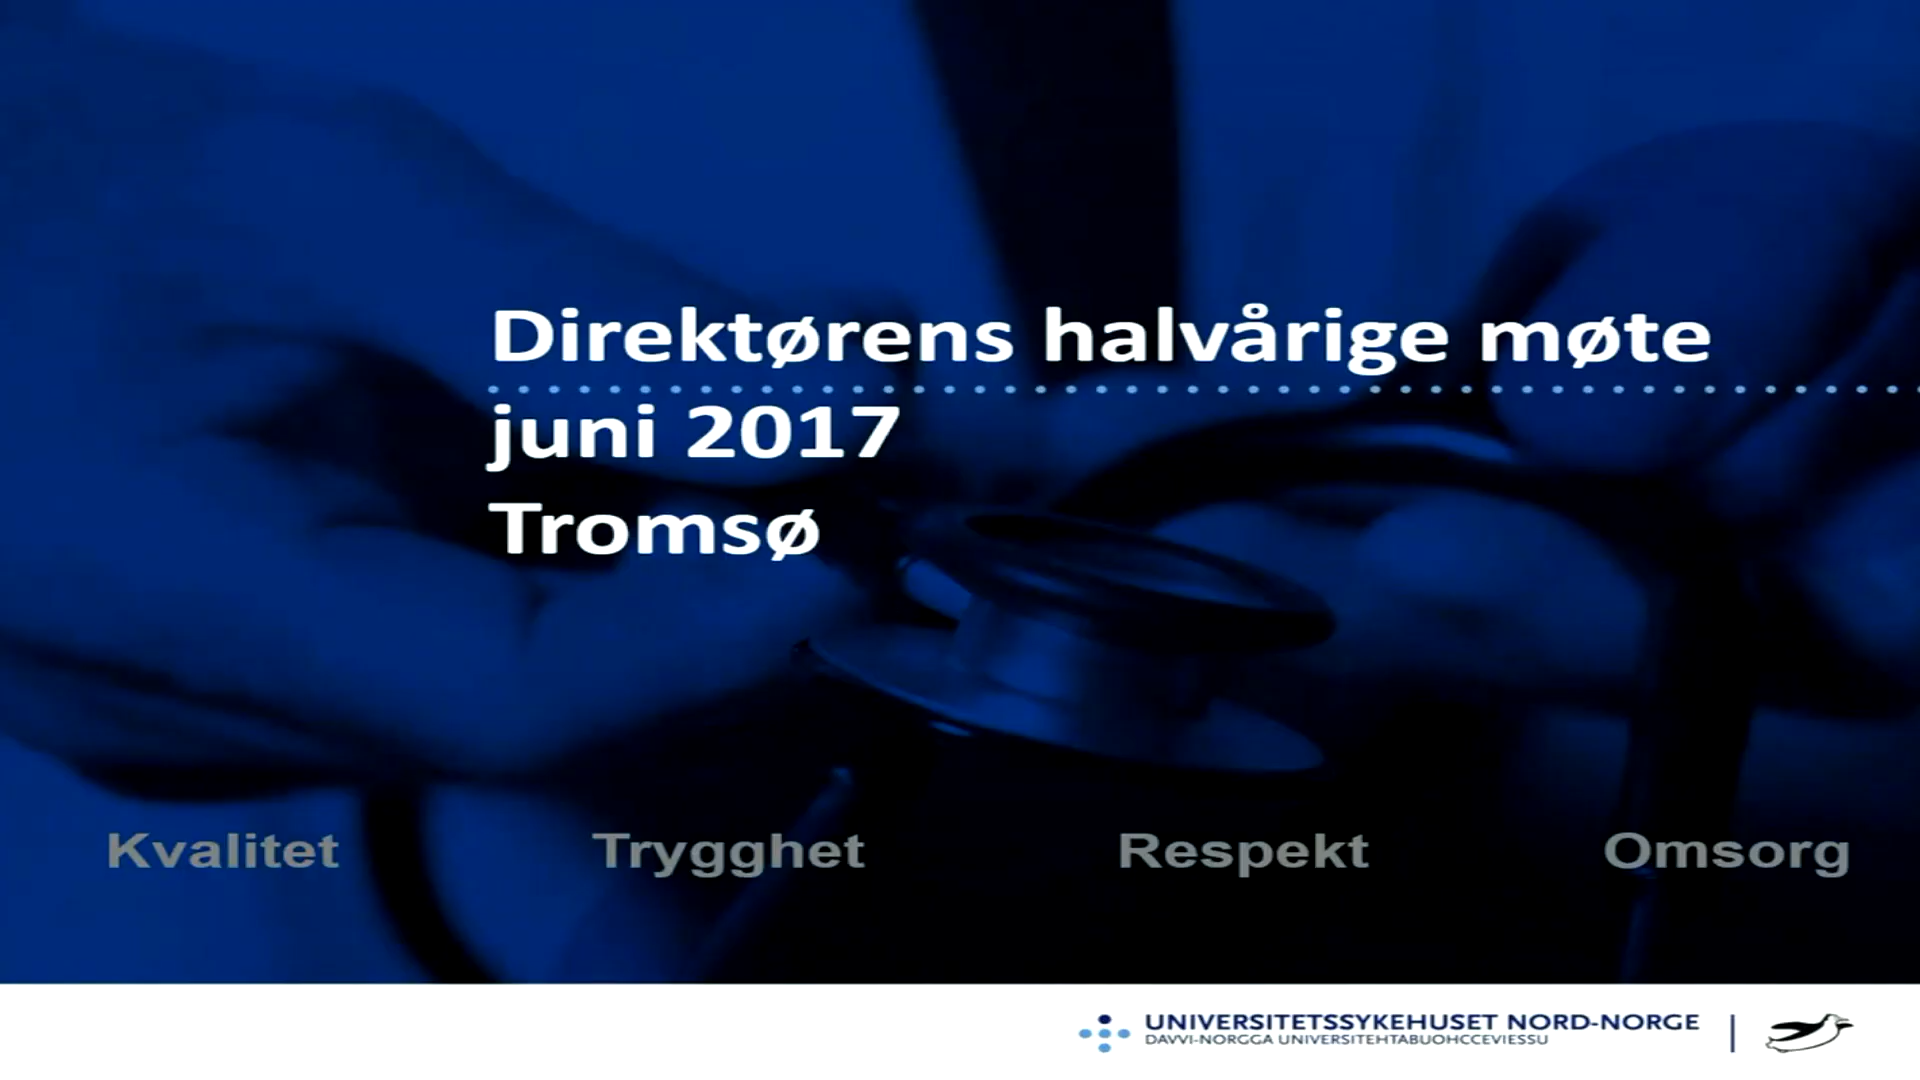 Direktørens halvårige møte
juni 2017
Tromsø
Kvalitet Trygghet Respekt Omsorg
UNIVERSITETSSYKEHUSET NORD-NORGE
DAVVI-NORGGA UNIVERSITEHTABUOHCCEVIESSU